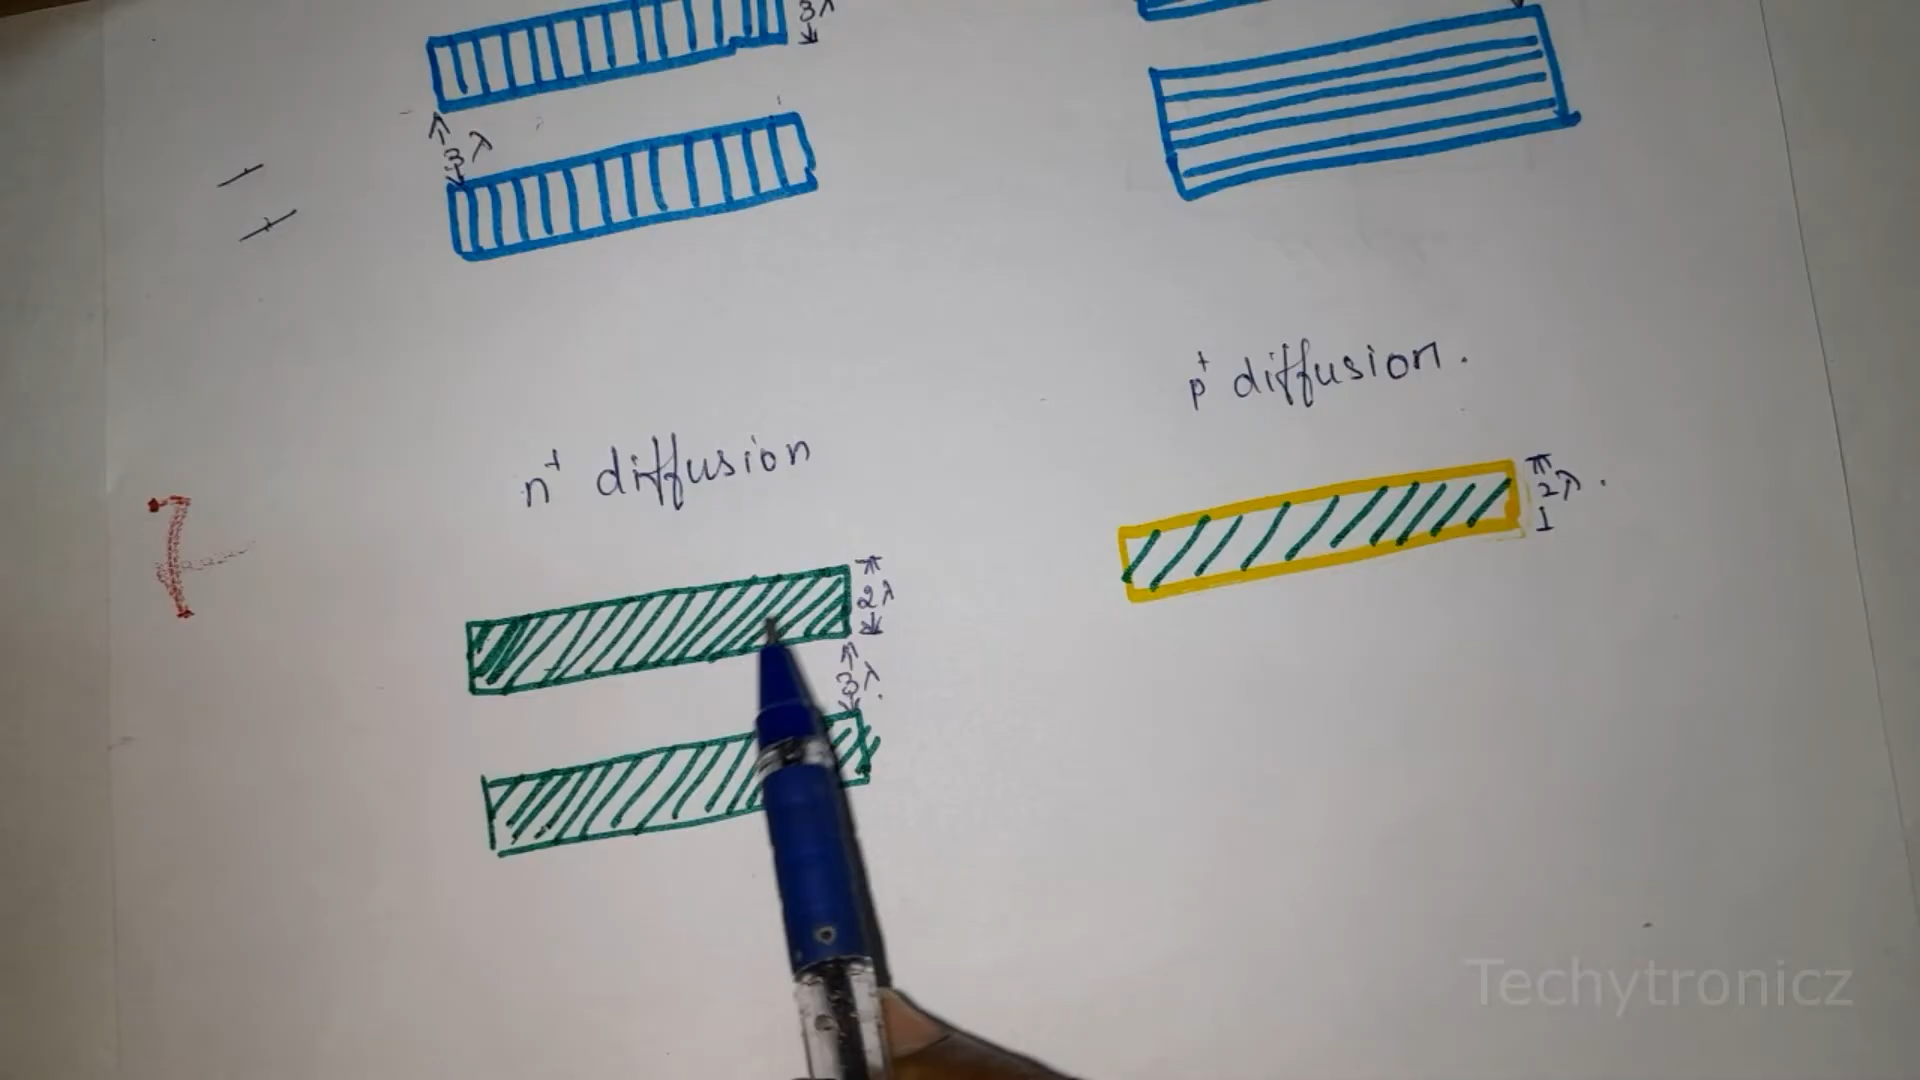 3λ
3λ
p⁺ diffusion.
n⁺ diffusion
2λ.
2λ
3λ.
Techytronicz